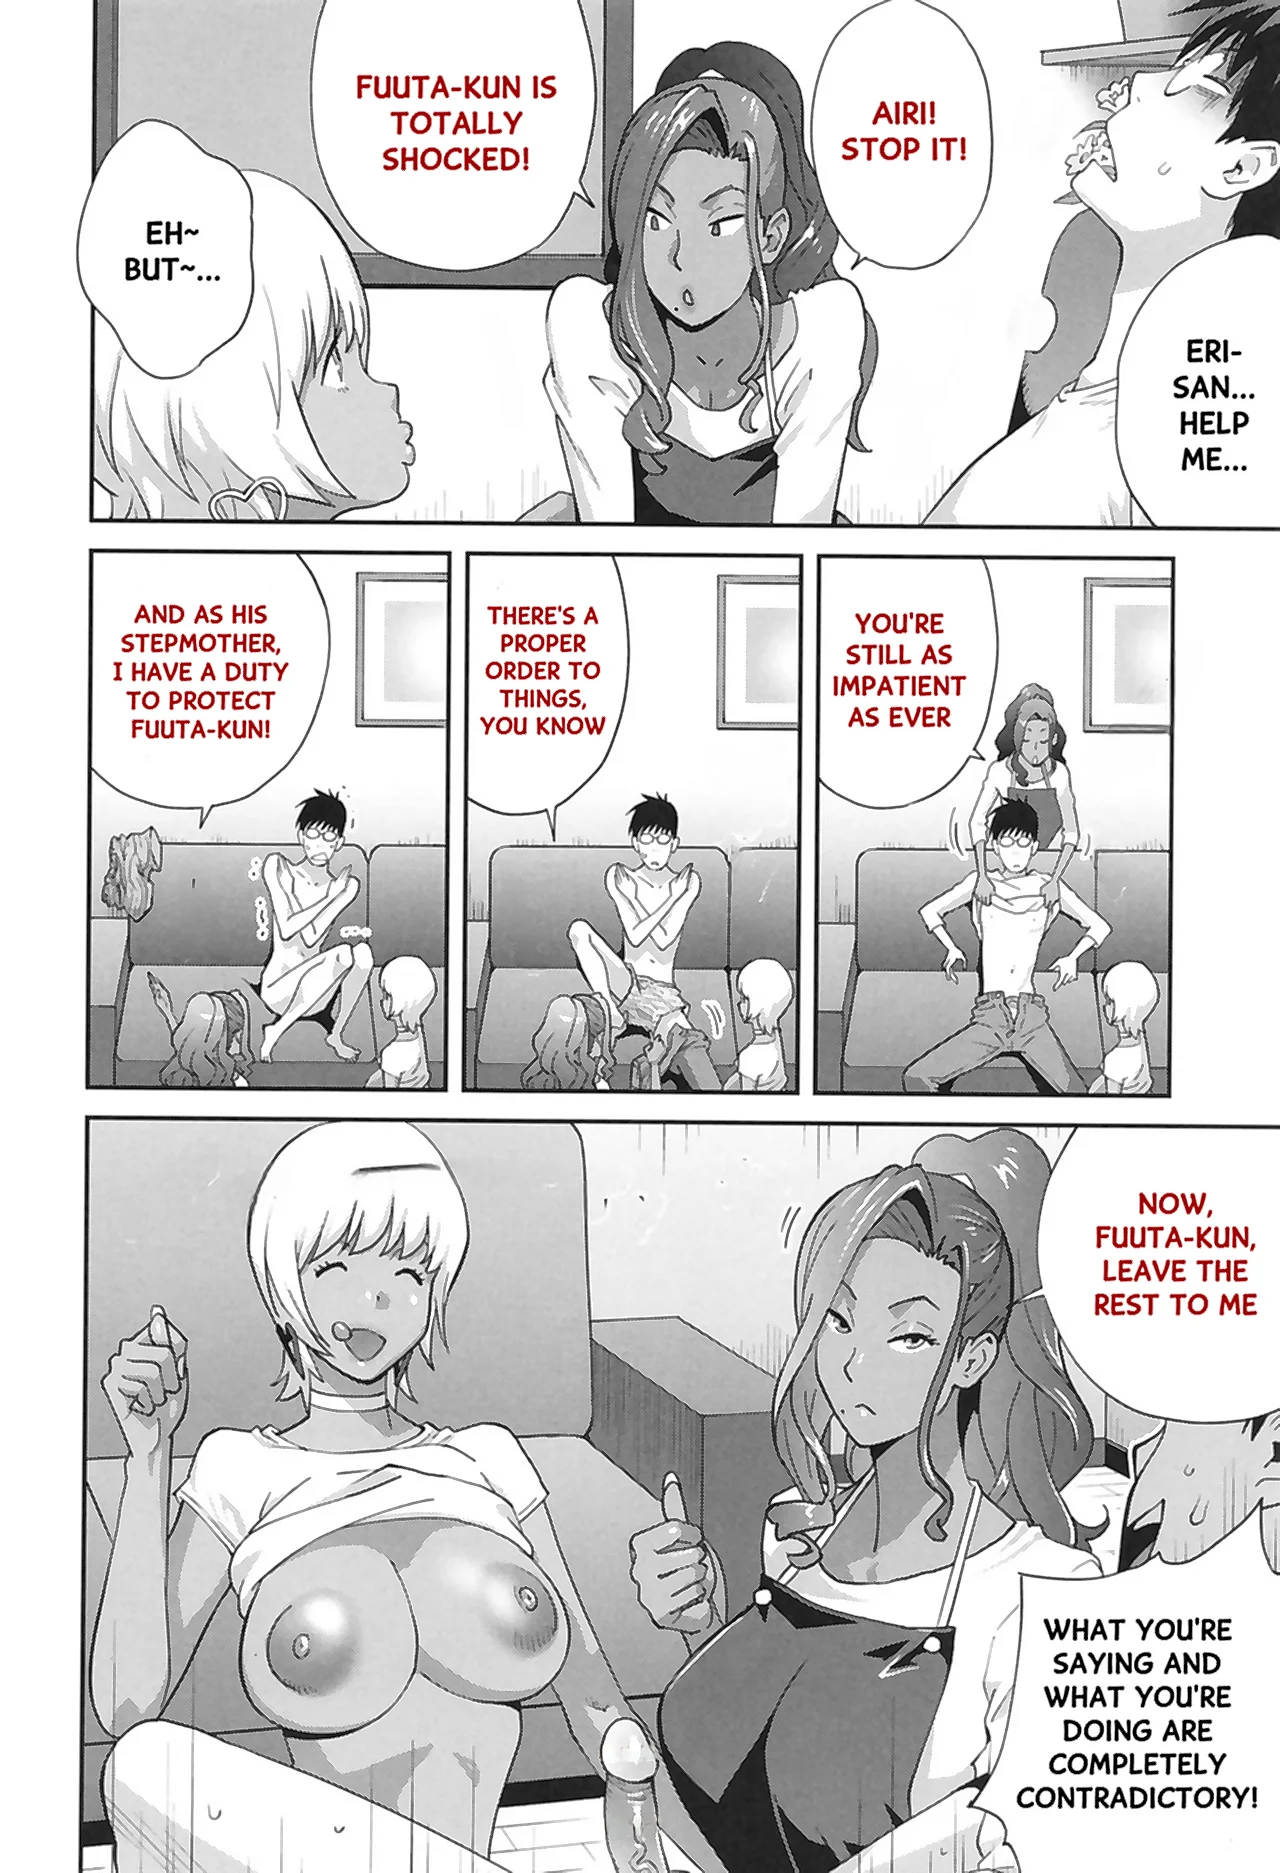 AIRI!
STOP IT!
FUUTA-KUN IS
TOTALLY
SHOCKED!
ERI-
SAN...
HELP
ME...
EH~
BUT~...
YOU'RE
STILL AS
IMPATIENT
AS EVER
THERE'S A
PROPER
ORDER TO
THINGS,
YOU KNOW
AND AS HIS
STEPMOTHER,
I HAVE A DUTY
TO PROTECT
FUUTA-KUN!
NOW,
FUUTA-KUN,
LEAVE THE
REST TO ME
WHAT YOU'RE
SAYING AND
WHAT YOU'RE
DOING ARE
COMPLETELY
CONTRADICTORY!